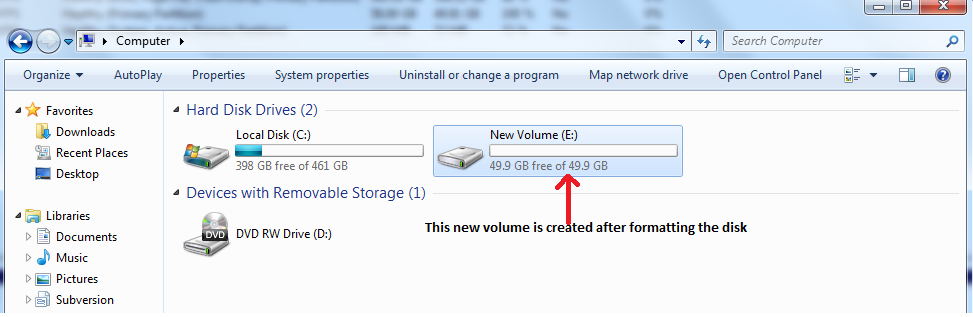 Computer
Search Computer
Organize AutoPlay Properties System properties Uninstall or change a program Map network drive Open Control Panel
Favorites
Downloads
Recent Places
Desktop
Libraries
Documents
Music
Pictures
Subversion
Hard Disk Drives (2)
Local Disk (C:)
398 GB free of 461 GB
New Volume (E:)
49.9 GB free of 49.9 GB
Devices with Removable Storage (1)
DVD
DVD RW Drive (D:)
This new volume is created after formatting the disk